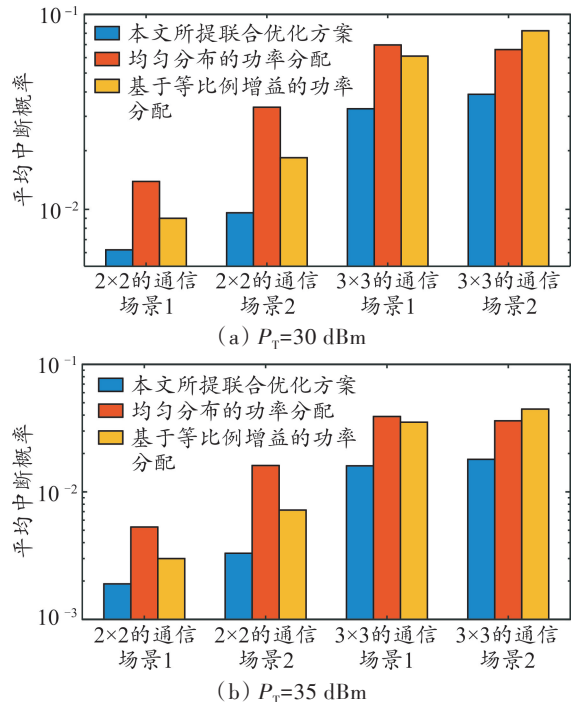 10⁻¹
本文所提联合优化方案
均匀分布的功率分配
基于等比例增益的功率
分配
平均中断概率
10⁻²
2×2的通信
场景1
2×2的通信
场景2
3×3的通信
场景1
3×3的通信
场景2
(a) P_T=30 dBm
10⁻¹
本文所提联合优化方案
均匀分布的功率分配
基于等比例增益的功率
分配
平均中断概率
10⁻²
10⁻³
2×2的通信
场景1
2×2的通信
场景2
3×3的通信
场景1
3×3的通信
场景2
(b) P_T=35 dBm